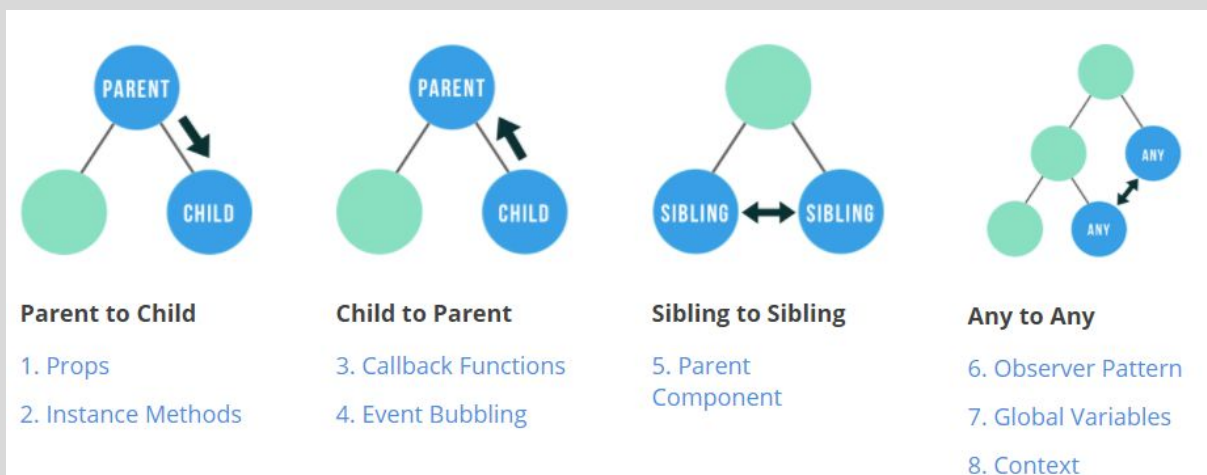 PARENT
CHILD
Parent to Child
1. Props
2. Instance Methods
PARENT
CHILD
Child to Parent
3. Callback Functions
4. Event Bubbling
SIBLING
SIBLING
Sibling to Sibling
5. Parent
Component
ANY
ANY
Any to Any
6. Observer Pattern
7. Global Variables
8. Context